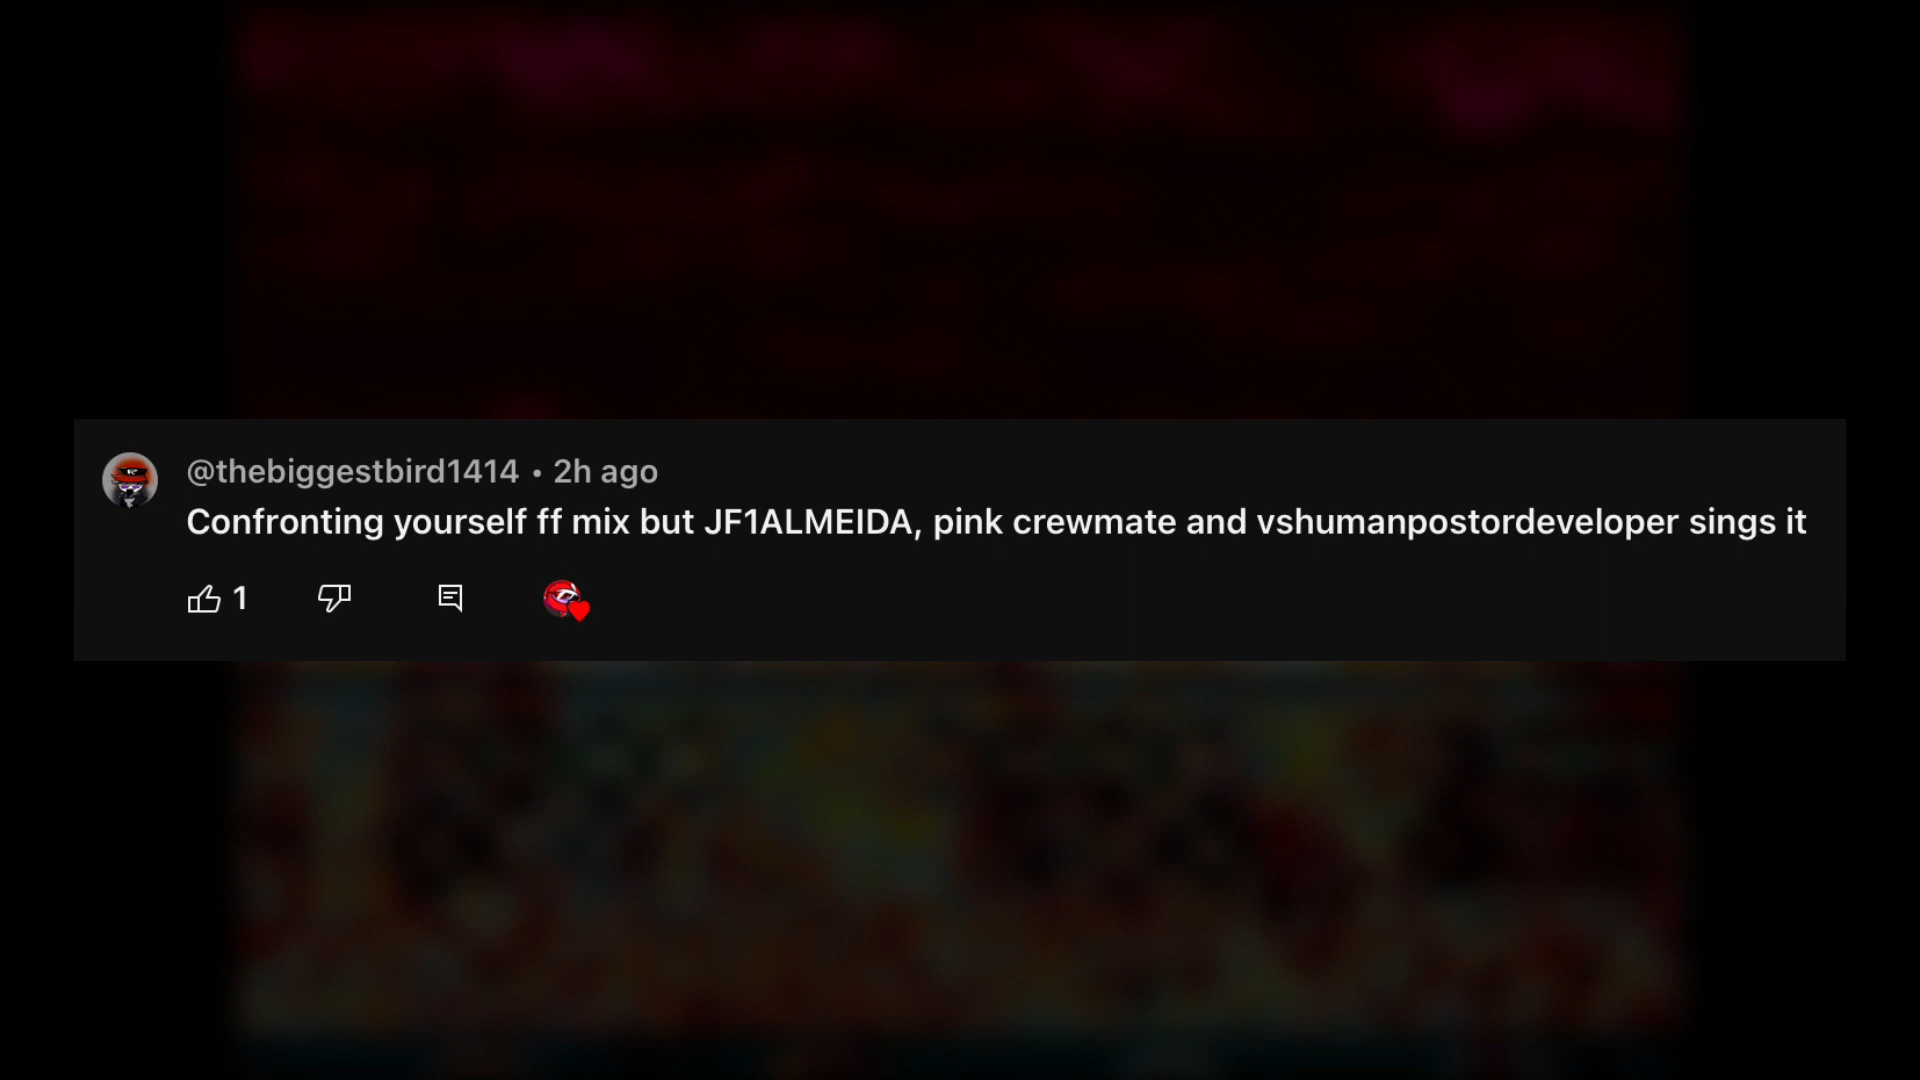 @thebiggestbird1414 • 2h ago
Confronting yourself ff mix but JF1ALMEIDA, pink crewmate and vshumanpostordeveloper sings it
1